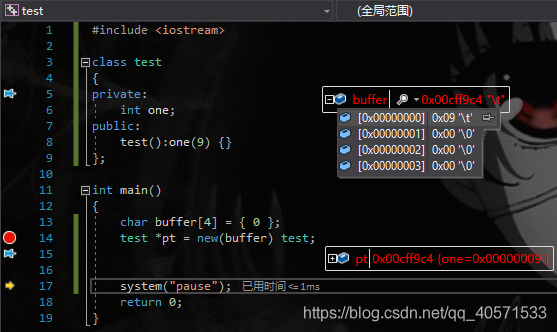 test (全局范围)
1 #include <iostream>
2
3 class test
4 {
5 private:
6 int one;
7 public:
8 test():one(9) {}
9 };
10
11 int main()
12 {
13 char buffer[4] = { 0 };
14 test *pt = new(buffer) test;
15
16
17 system("pause"); 已用时间<=1ms
18 return 0;
19 }
buffer 0x00cff9c4 "\t"
[0x00000000] 0x09 '\t'
[0x00000001] 0x00 '\0'
[0x00000002] 0x00 '\0'
[0x00000003] 0x00 '\0'
pt 0x00cff9c4 {one=0x00000009 }
https://blog.csdn.net/qq_40571533